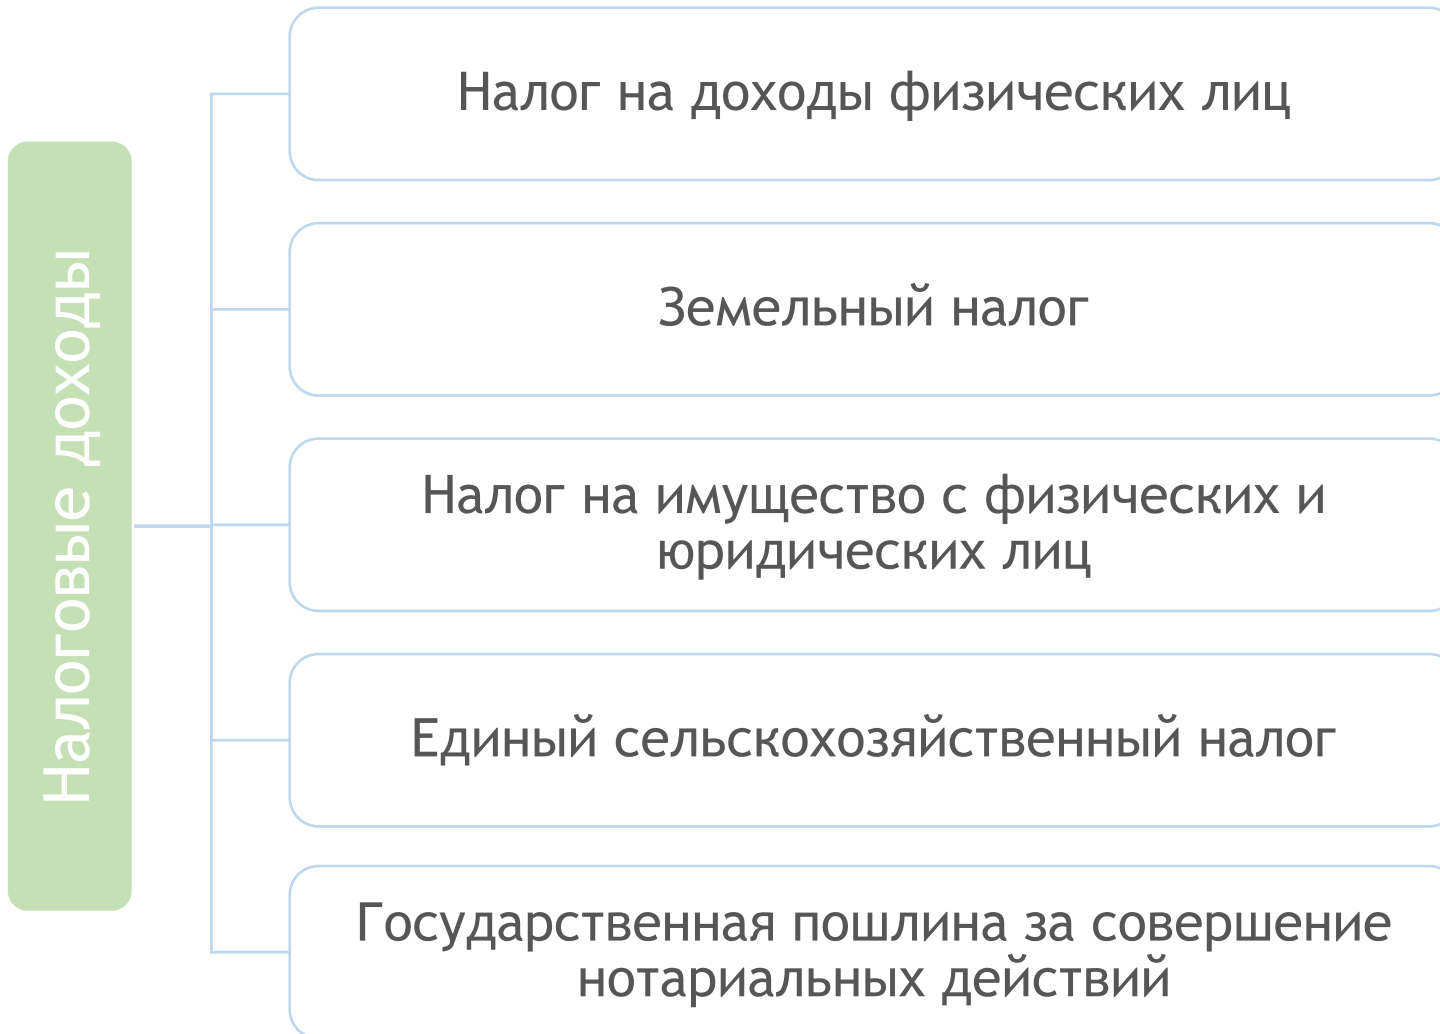 Налоговые доходы
Налог на доходы физических лиц
Земельный налог
Налог на имущество с физических и
юридических лиц
Единый сельскохозяйственный налог
Государственная пошлина за совершение
нотариальных действий